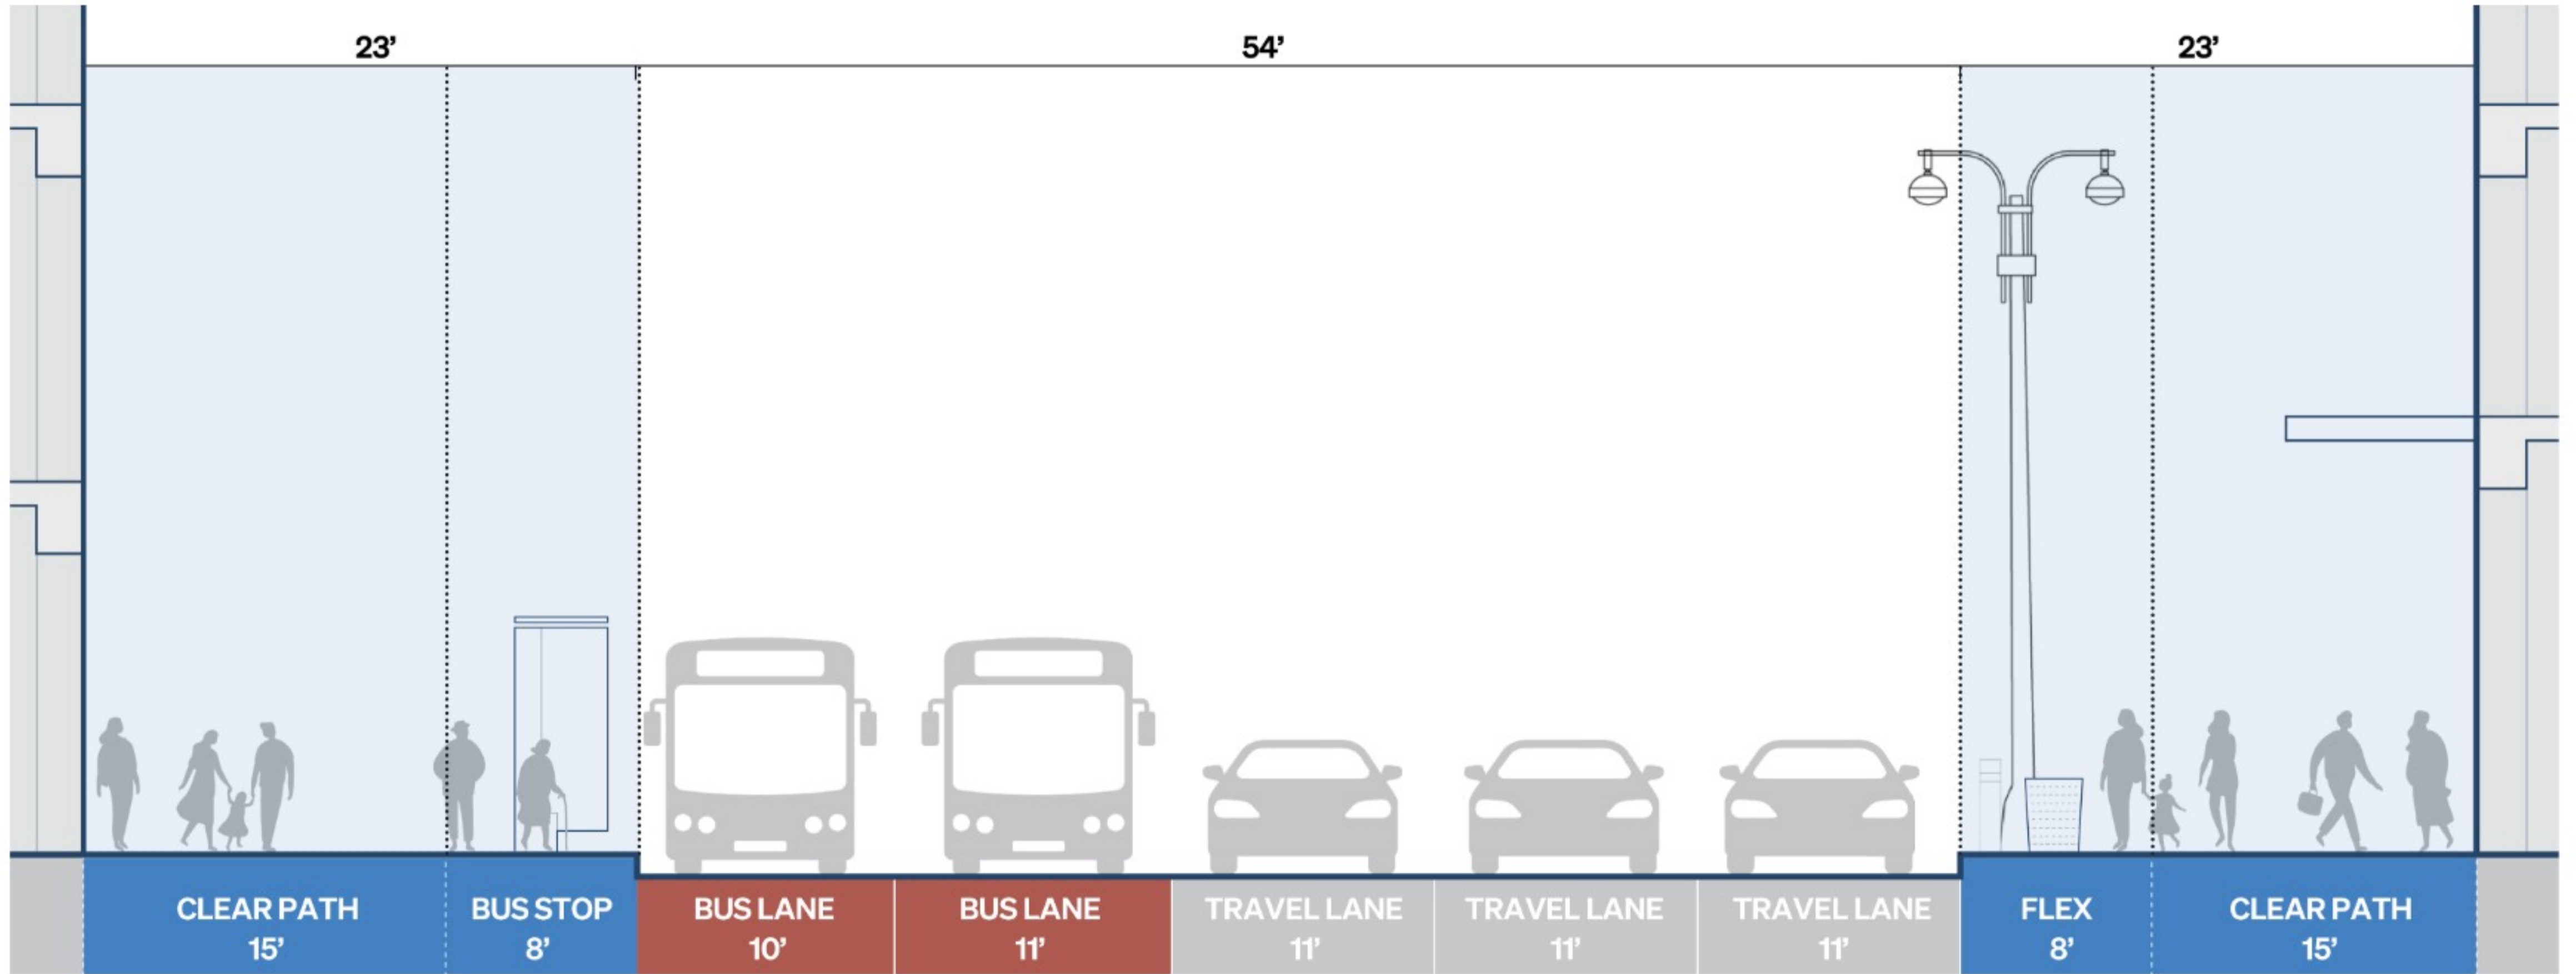 23’
54’
23’
CLEAR PATH
15’
BUS STOP
8’
BUS LANE
10’
BUS LANE
11’
TRAVEL LANE
11’
TRAVEL LANE
11’
TRAVEL LANE
11’
FLEX
8’
CLEAR PATH
15’